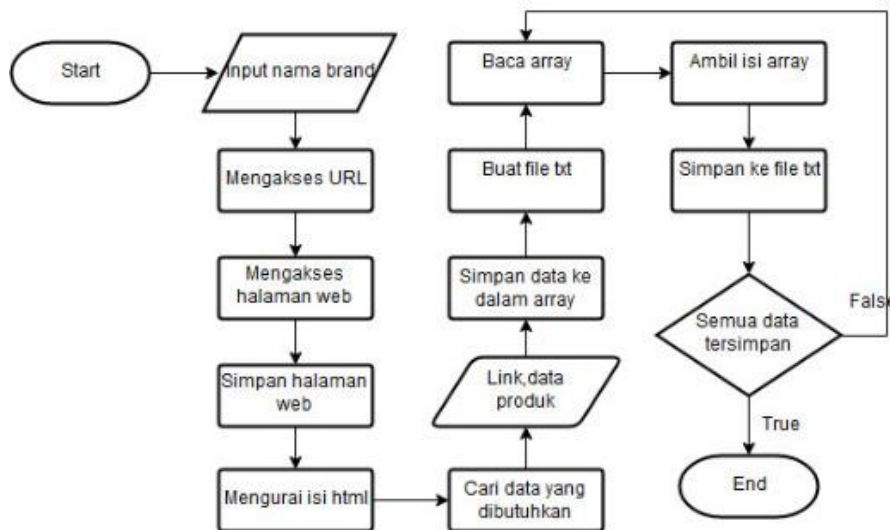 Start
Input nama brand
Mengakses URL
Mengakses
halaman web
Simpan halaman
web
Mengurai isi html
Cari data yang
dibutuhkan
Link,data
produk
Simpan data ke
dalam array
Buat file txt
Baca array
Ambil isi array
Simpan ke file txt
Semua data
tersimpan
False
True
End